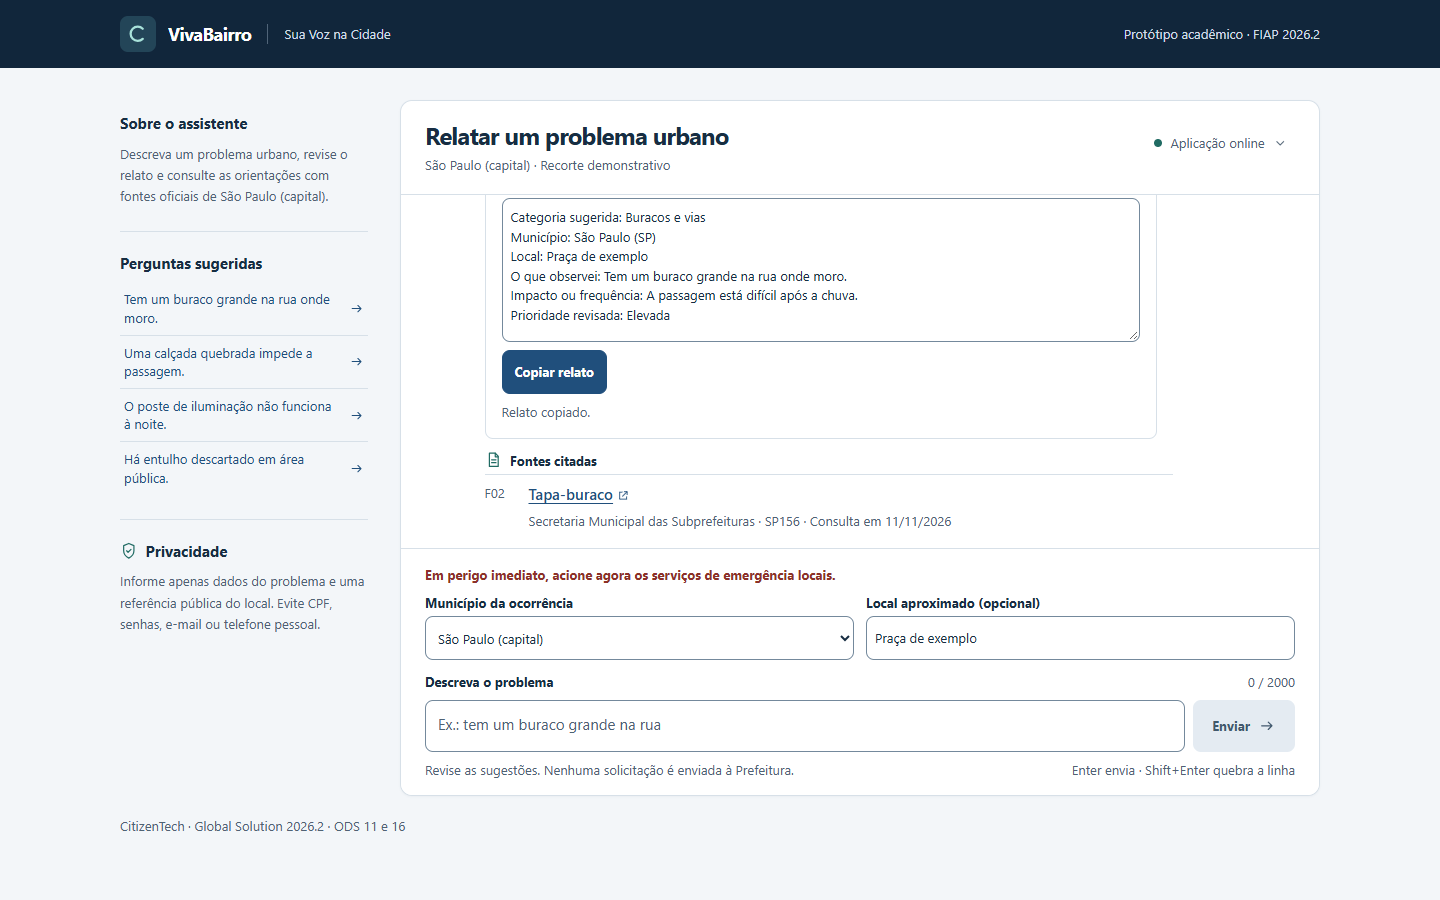 C
VivaBairro
Sua Voz na Cidade
Protótipo acadêmico · FIAP 2026.2
Sobre o assistente
Descreva um problema urbano, revise o
relato e consulte as orientações com
fontes oficiais de São Paulo (capital).
Perguntas sugeridas
Tem um buraco grande na rua onde
moro.
Uma calçada quebrada impede a
passagem.
O poste de iluminação não funciona
à noite.
Há entulho descartado em área
pública.
Privacidade
Informe apenas dados do problema e uma
referência pública do local. Evite CPF,
senhas, e-mail ou telefone pessoal.
Relatar um problema urbano
São Paulo (capital) · Recorte demonstrativo
Aplicação online
Categoria sugerida: Buracos e vias
Município: São Paulo (SP)
Local: Praça de exemplo
O que observei: Tem um buraco grande na rua onde moro.
Impacto ou frequência: A passagem está difícil após a chuva.
Prioridade revisada: Elevada
Copiar relato
Relato copiado.
Fontes citadas
F02
Tapa-buraco
Secretaria Municipal das Subprefeituras · SP156 · Consulta em 11/11/2026
Em perigo imediato, acione agora os serviços de emergência locais.
Município da ocorrência
São Paulo (capital)
Local aproximado (opcional)
Praça de exemplo
Descreva o problema
0 / 2000
Ex.: tem um buraco grande na rua
Enviar
Revise as sugestões. Nenhuma solicitação é enviada à Prefeitura.
Enter envia · Shift+Enter quebra a linha
CitizenTech · Global Solution 2026.2 · ODS 11 e 16